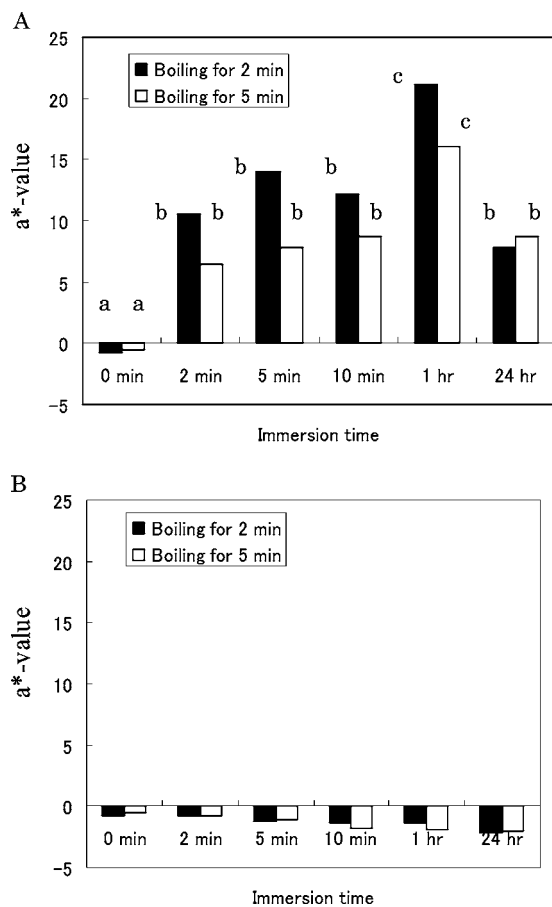 A
25
20
15
10
5
0
-5
a*-value
Boiling for 2 min
Boiling for 5 min
a a
b b
b b
b b
c c
b b
0 min 2 min 5 min 10 min 1 hr 24 hr
Immersion time
B
25
20
15
10
5
0
-5
a*-value
Boiling for 2 min
Boiling for 5 min
0 min 2 min 5 min 10 min 1 hr 24 hr
Immersion time